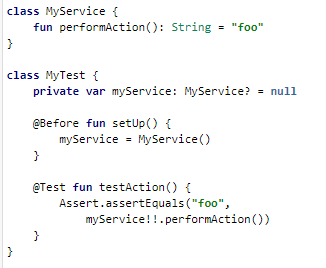 class MyService {
    fun performAction(): String = "foo"
}

class MyTest {
    private var myService: MyService? = null

    @Before fun setUp() {
        myService = MyService()
    }

    @Test fun testAction() {
        Assert.assertEquals("foo",
            myService!!.performAction())
    }
}